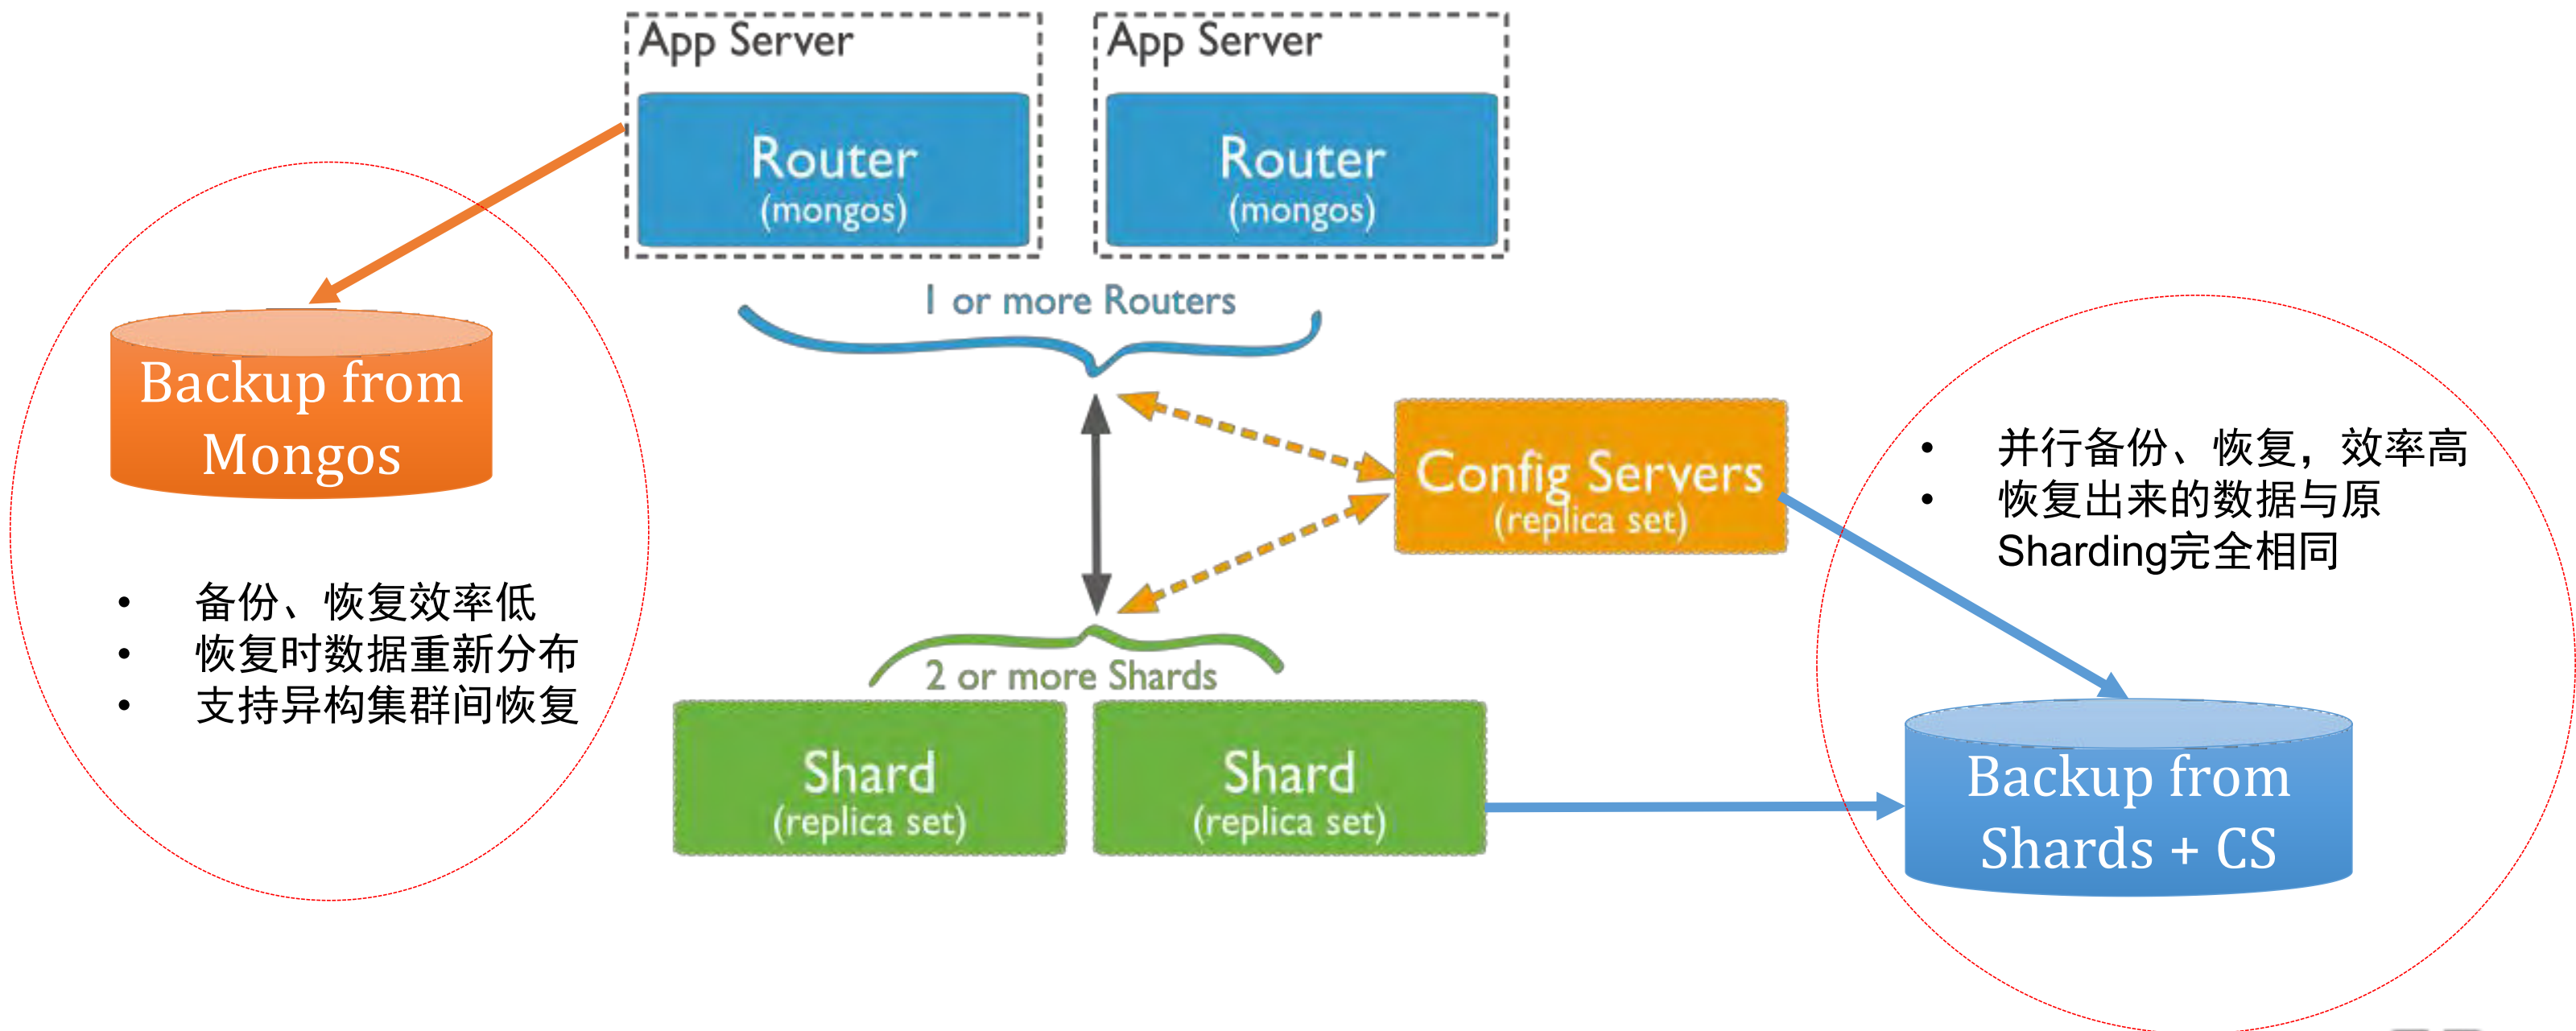 App Server
Router
(mongos)
App Server
Router
(mongos)
1 or more Routers
Backup from
Mongos
• 备份、恢复效率低
• 恢复时数据重新分布
• 支持异构集群间恢复
Config Servers
(replica set)
2 or more Shards
Shard
(replica set)
Shard
(replica set)
• 并行备份、恢复，效率高
• 恢复出来的数据与原
Sharding完全相同
Backup from
Shards + CS